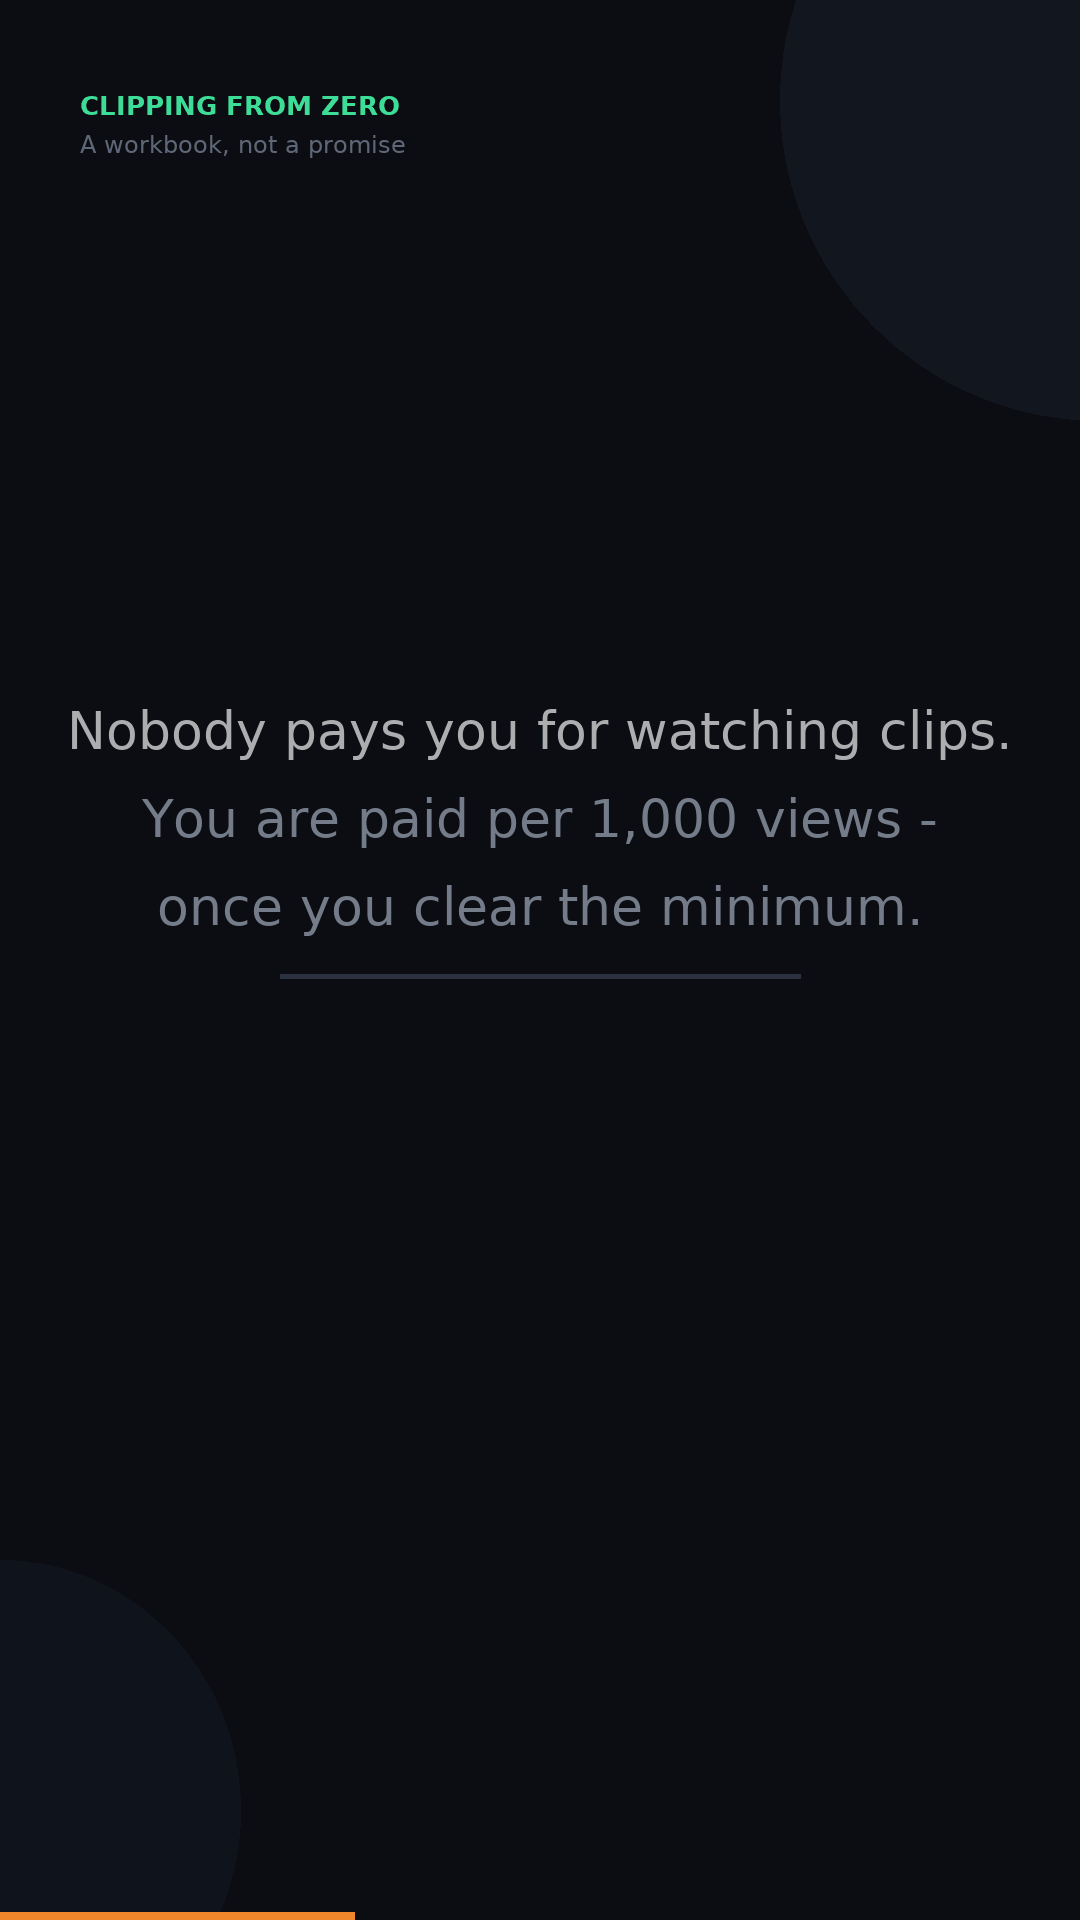 CLIPPING FROM ZERO
A workbook, not a promise
Nobody pays you for watching clips.
You are paid per 1,000 views -
once you clear the minimum.